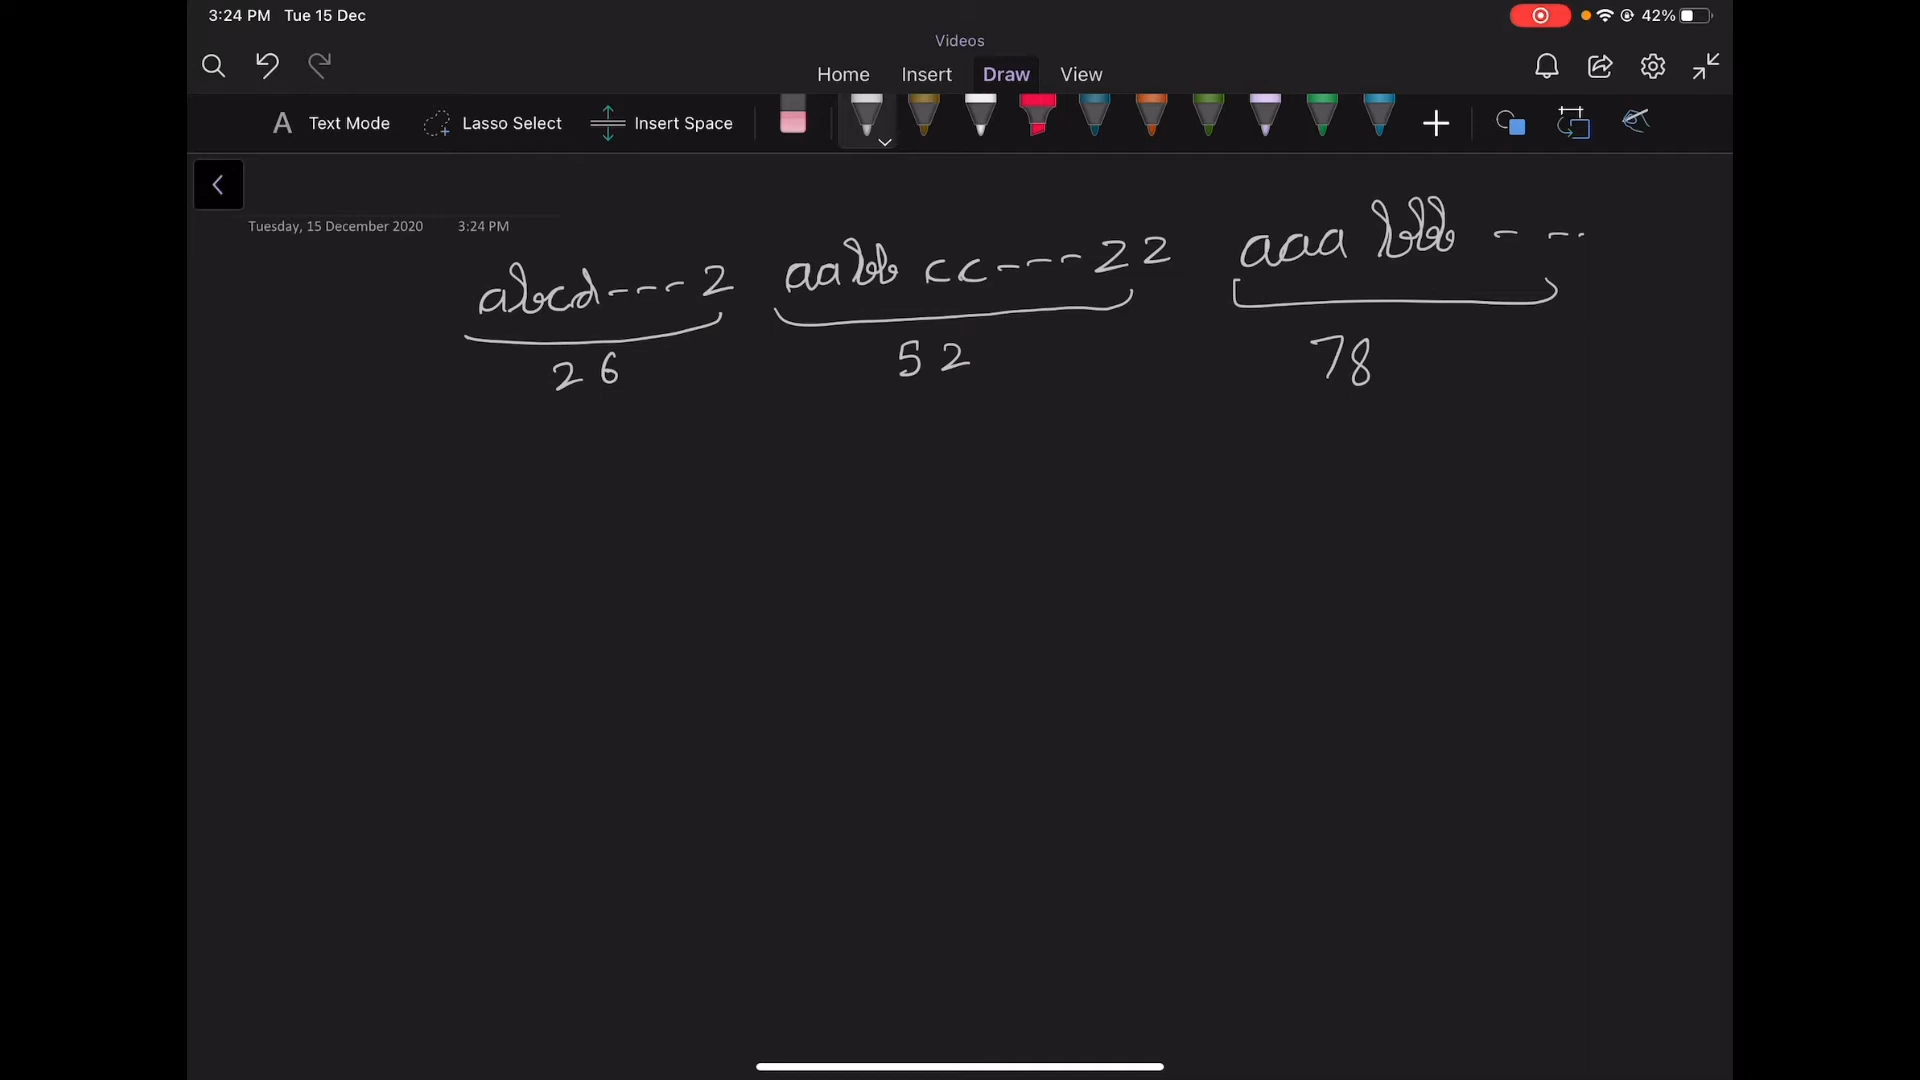 3:24 PM Tue 15 Dec
42%
Videos
Home Insert Draw View
A Text Mode Lasso Select Insert Space
Tuesday, 15 December 2020 3:24 PM
abcd---z aabb cc---zz aaa bbb - --
26 52 78